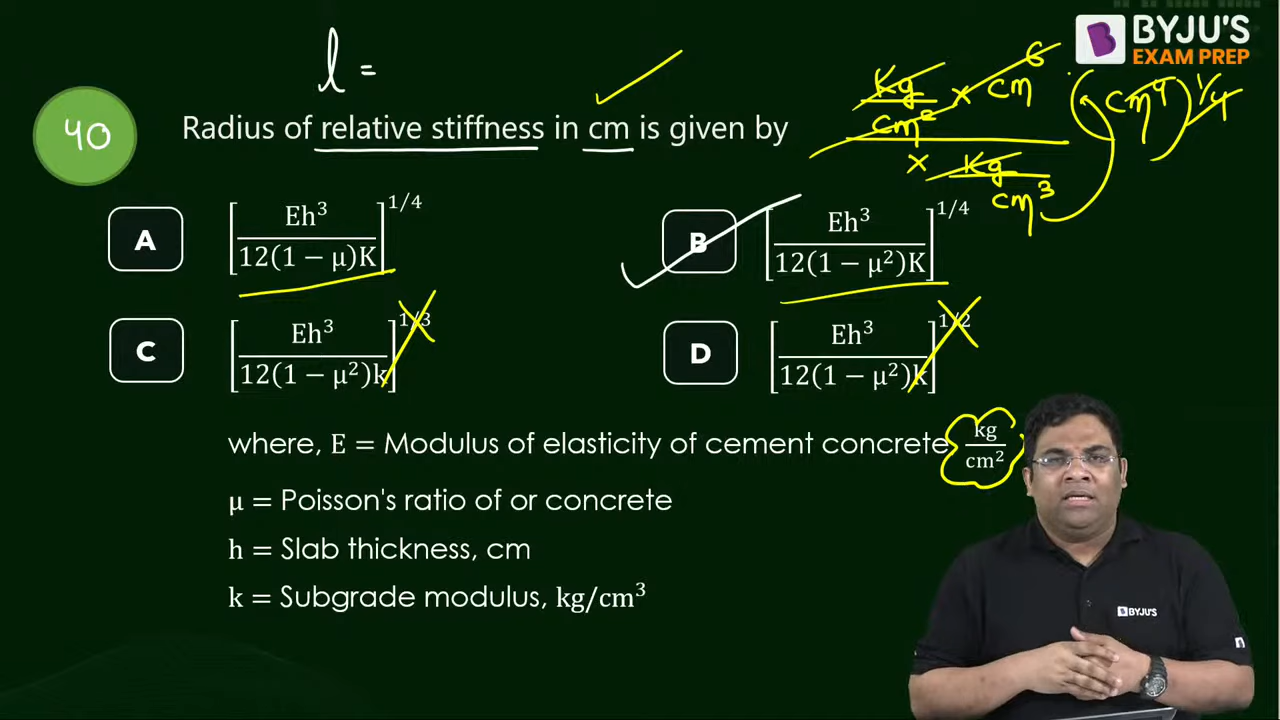 BYJU'S
EXAM PREP
l =
40
Radius of relative stiffness in cm is given by
Kg/cm² × cm⁶
× Kg/cm³
(cm⁴)^1/4
A [Eh³ / 12(1 − μ)K]^1/4
B [Eh³ / 12(1 − μ²)K]^1/4
C [Eh³ / 12(1 − μ²)k]^1/3
D [Eh³ / 12(1 − μ²)k]^1/2
where, E = Modulus of elasticity of cement concrete kg/cm²
μ = Poisson's ratio of or concrete
h = Slab thickness, cm
k = Subgrade modulus, kg/cm³
BYJU'S